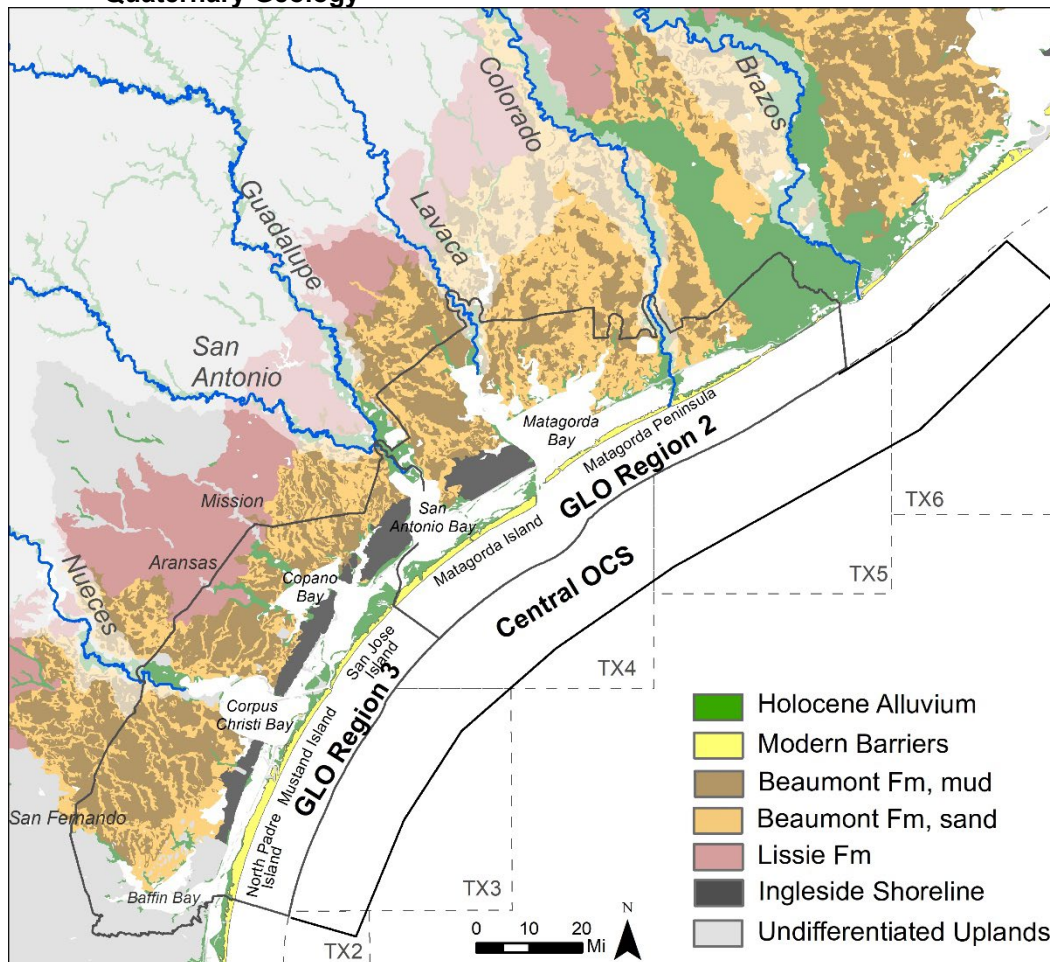 Quaternary Geology
Colorado
Brazos
Guadalupe
Lavaca
San
Antonio
Matagorda
Bay
Matagorda Peninsula
GLO Region 2
Mission
San
Antonio Bay
TX6
Aransas
Matagorda Island
Nueces
Copano
Bay
Central OCS
TX5
San Jose
Island
TX4
Corpus
Christi Bay
GLO Region 3
Mustand Island
San Fernando
North Padre
Island
Baffin Bay
TX3
TX2
Holocene Alluvium
Modern Barriers
Beaumont Fm, mud
Beaumont Fm, sand
Lissie Fm
Ingleside Shoreline
Undifferentiated Uplands
0 10 20
Mi
N